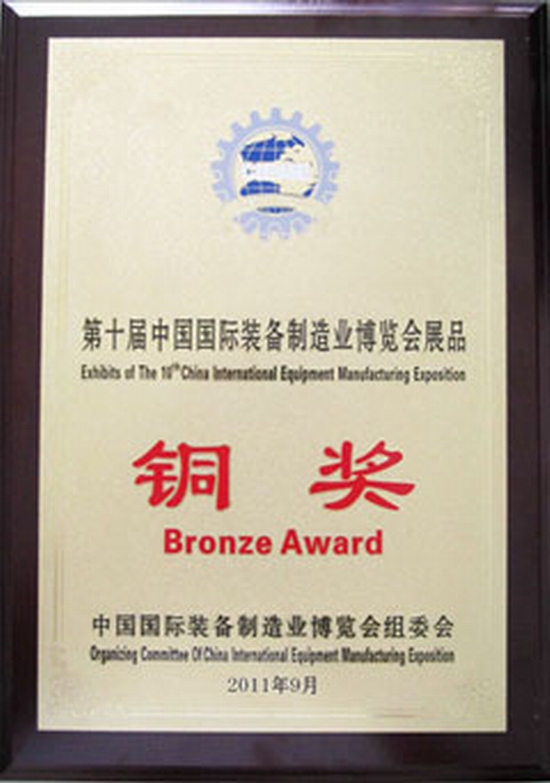 第十届中国国际装备制造业博览会展品
Exhibits of The 10th China International Equipment Manufacturing Exposition
铜 奖
Bronze Award
中国国际装备制造业博览会组委会
Organizing Committee Of China International Equipment Manufacturing Exposition
2011年9月